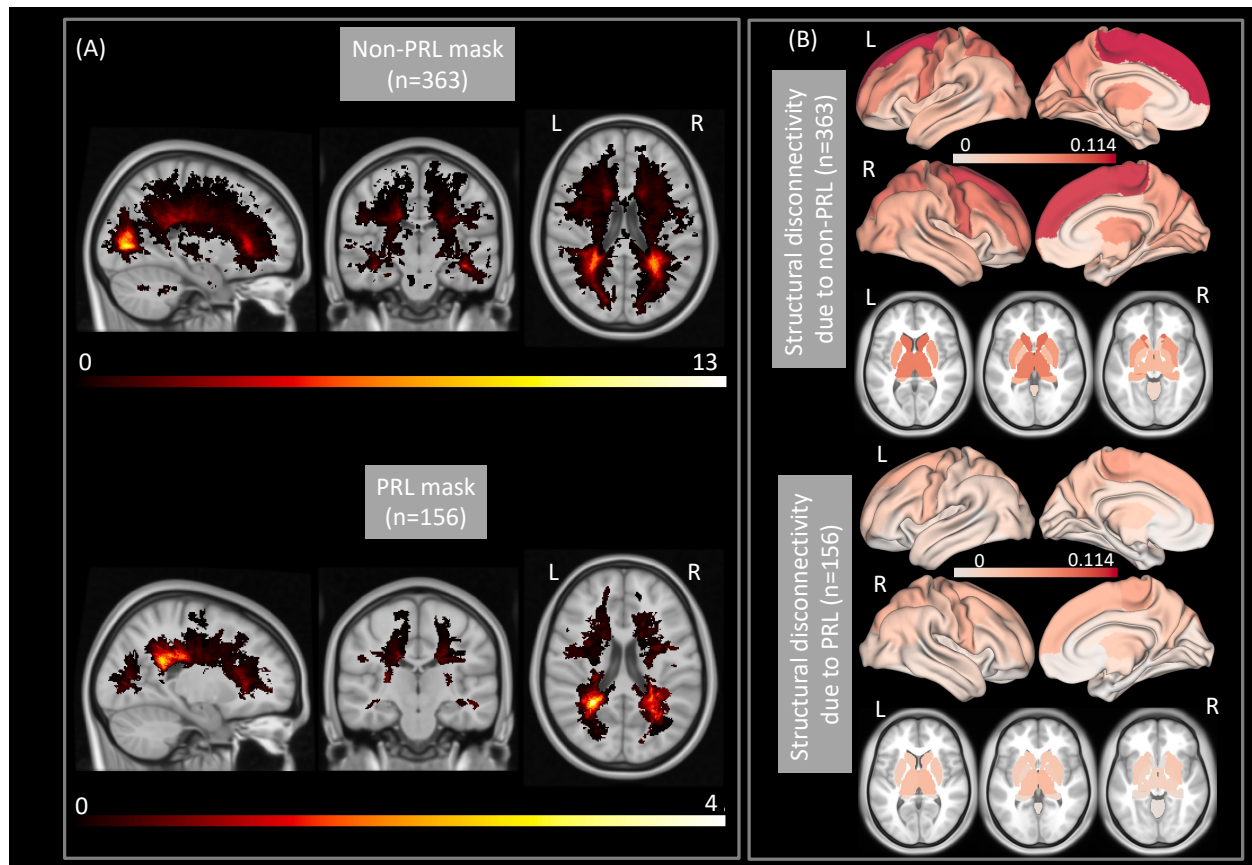 (A)
Non-PRL mask
(n=363)
L R
0 13
PRL mask
(n=156)
L R
0 4 .
(B)
Structural disconnectivity
due to non-PRL (n=363)
L
0 0.114
R
L R
Structural disconnectivity
due to PRL (n=156)
L
0 0.114
R
L R